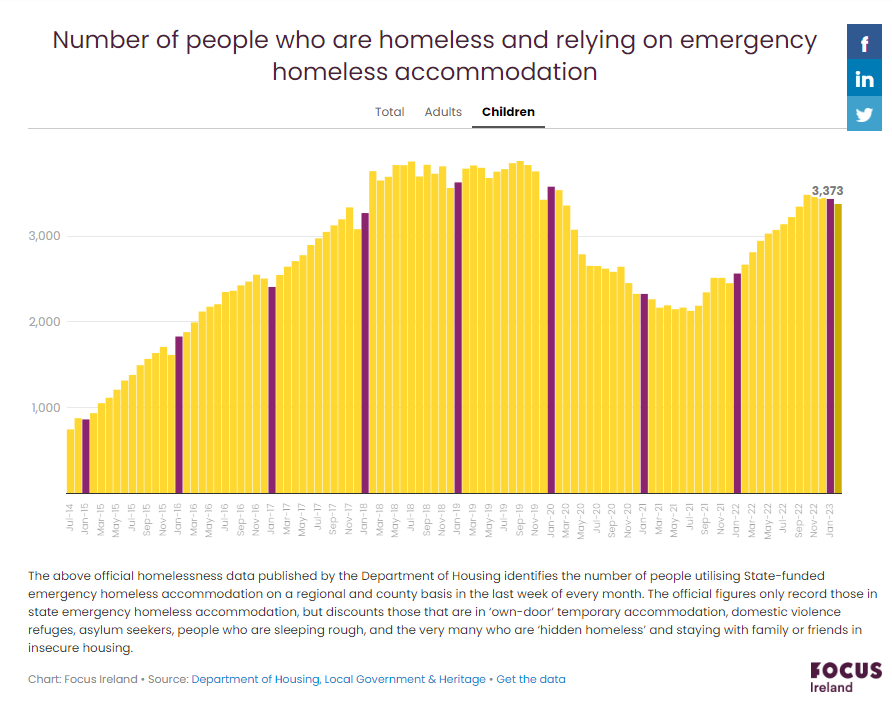 Number of people who are homeless and relying on emergency
homeless accommodation
f
in
Total Adults Children
3,373
3,000
2,000
1,000
Jul-14 Jan-15 Mar-15 May-15 Jul-15 Sep-15 Nov-15 Jan-16 Mar-16 May-16 Jul-16 Sep-16 Nov-16 Jan-17 Mar-17 May-17 Jul-17 Sep-17 Nov-17 Jan-18 Mar-18 May-18 Jul-18 Sep-18 Nov-18 Jan-19 Mar-19 May-19 Jul-19 Sep-19 Nov-19 Jan-20 Mar-20 May-20 Jul-20 Sep-20 Nov-20 Jan-21 Mar-21 May-21 Jul-21 Sep-21 Nov-21 Jan-22 Mar-22 May-22 Jul-22 Sep-22 Nov-22 Jan-23
The above official homelessness data published by the Department of Housing identifies the number of people utilising State-funded
emergency homeless accommodation on a regional and county basis in the last week of every month. The official figures only record those in
state emergency homeless accommodation, but discounts those that are in ‘own-door’ temporary accommodation, domestic violence
refuges, asylum seekers, people who are sleeping rough, and the very many who are ‘hidden homeless’ and staying with family or friends in
insecure housing.
Chart: Focus Ireland • Source: Department of Housing, Local Government & Heritage • Get the data
FOCUS
Ireland